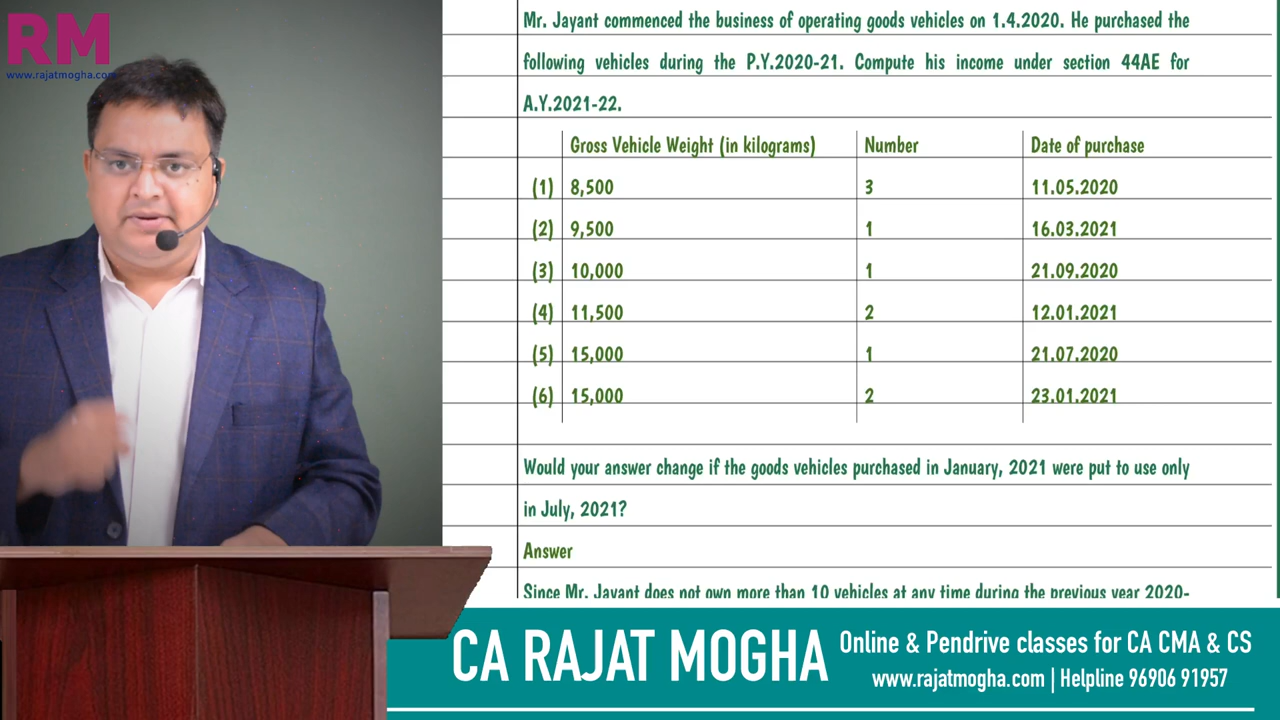 RM
www.rajatmogha.com
Mr. Jayant commenced the business of operating goods vehicles on 1.4.2020. He purchased the
following vehicles during the P.Y.2020-21. Compute his income under section 44AE for
A.Y.2021-22.
Gross Vehicle Weight (in kilograms) Number Date of purchase
(1) 8,500 3 11.05.2020
(2) 9,500 1 16.03.2021
(3) 10,000 1 21.09.2020
(4) 11,500 2 12.01.2021
(5) 15,000 1 21.07.2020
(6) 15,000 2 23.01.2021
Would your answer change if the goods vehicles purchased in January, 2021 were put to use only
in July, 2021?
Answer
Since Mr. Jayant does not own more than 10 vehicles at any time during the previous year 2020-
CA RAJAT MOGHA
Online & Pendrive classes for CA CMA & CS
www.rajatmogha.com | Helpline 96906 91957